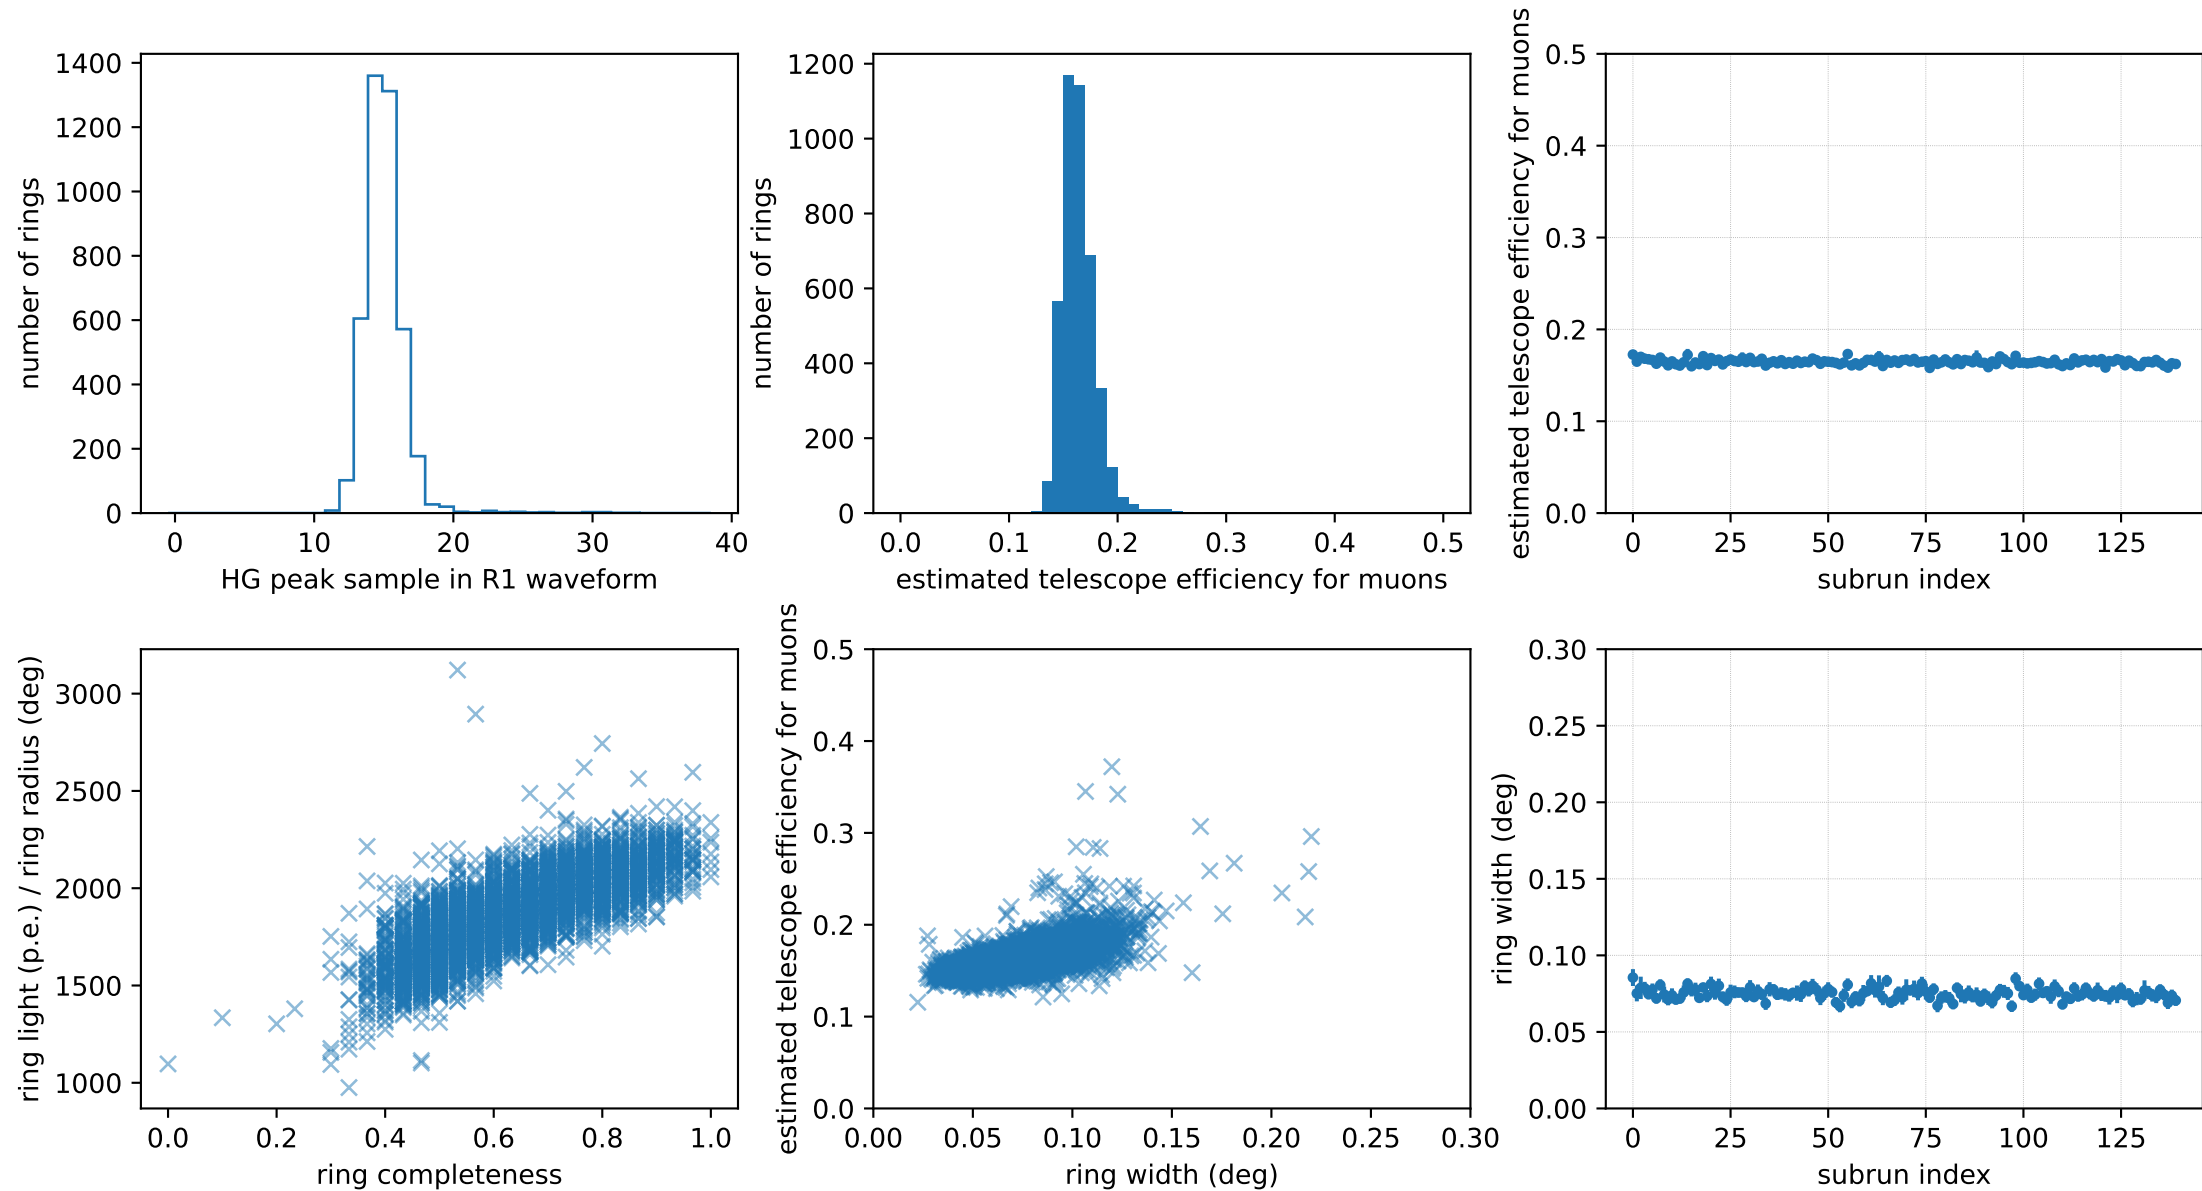 number of rings
1400
1200
1000
800
600
400
200
0
0 10 20 30 40
HG peak sample in R1 waveform
number of rings
1200
1000
800
600
400
200
0
0.0 0.1 0.2 0.3 0.4 0.5
estimated telescope efficiency for muons
estimated telescope efficiency for muons
0.5
0.4
0.3
0.2
0.1
0.0
0 25 50 75 100 125
subrun index
ring light (p.e.) / ring radius (deg)
3000
2500
2000
1500
1000
0.0 0.2 0.4 0.6 0.8 1.0
ring completeness
estimated telescope efficiency for muons
0.5
0.4
0.3
0.2
0.1
0.0
0.00 0.05 0.10 0.15 0.20 0.25 0.30
ring width (deg)
ring width (deg)
0.30
0.25
0.20
0.15
0.10
0.05
0.00
0 25 50 75 100 125
subrun index